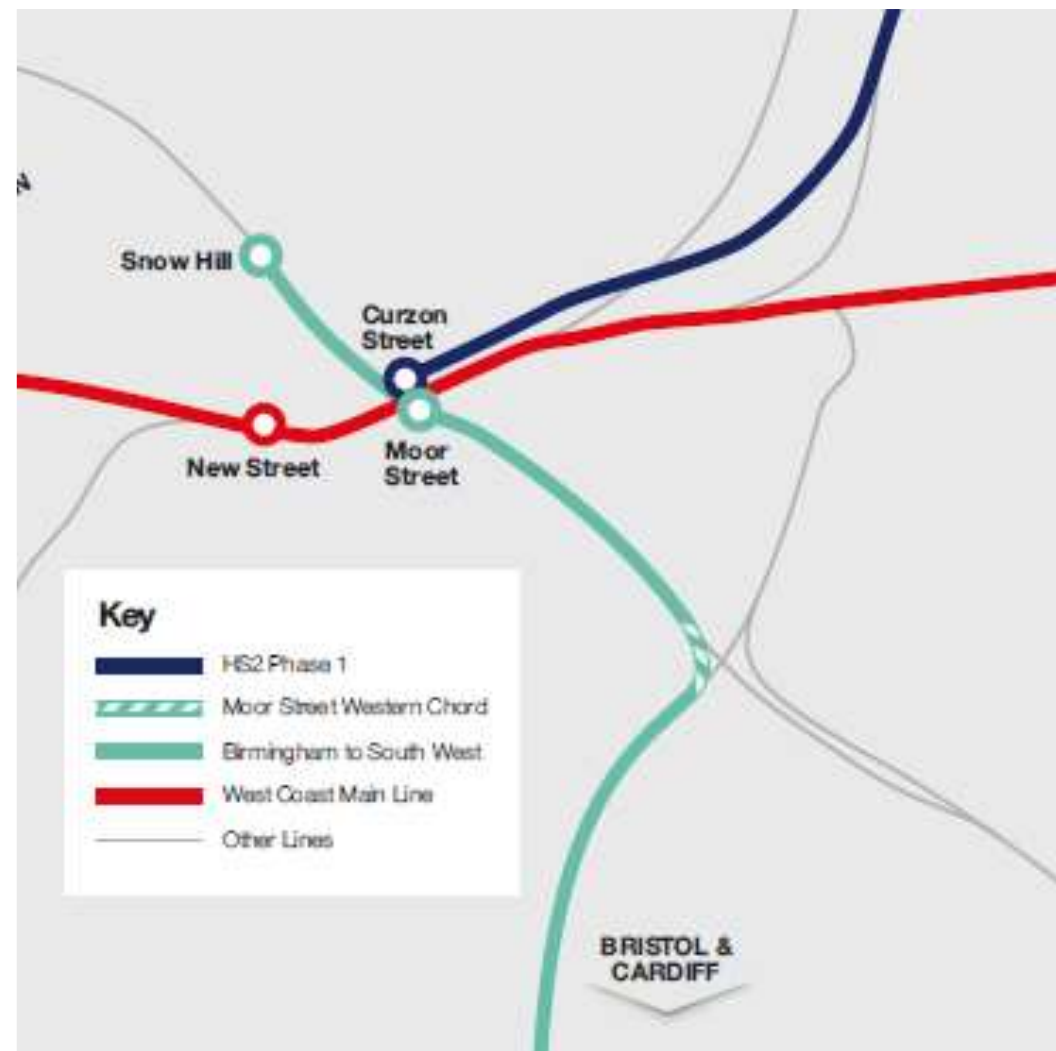 Snow Hill
Curzon
Street
New Street
Moor
Street
Key
HS2 Phase 1
Moor Street Western Chord
Birmingham to South West
West Coast Main Line
Other Lines
BRISTOL &
CARDIFF